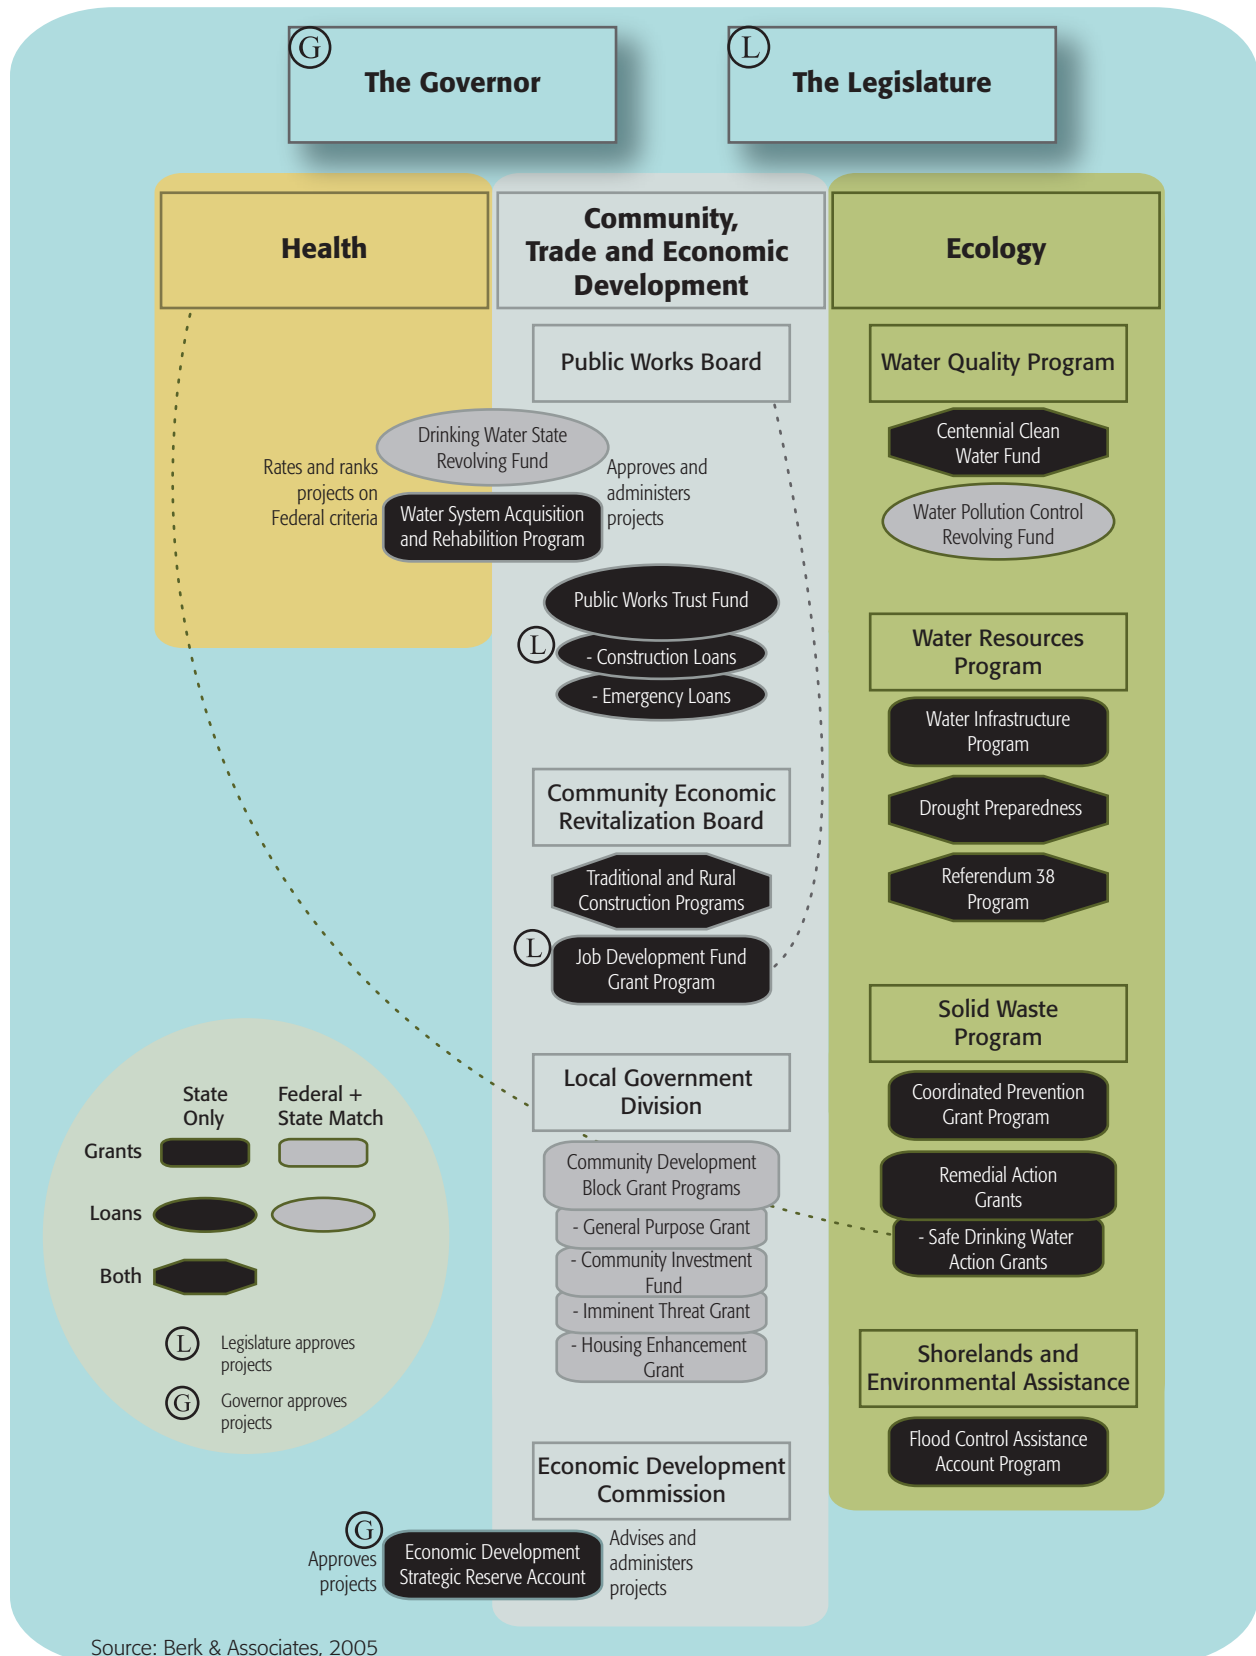 G
The Governor
L
The Legislature
Health
Community,
Trade and Economic
Development
Ecology
Public Works Board
Drinking Water State
Revolving Fund
Rates and ranks
projects on
Federal criteria
Approves and
administers
projects
Water System Acquisition
and Rehabilition Program
Public Works Trust Fund
L
- Construction Loans
- Emergency Loans
Community Economic
Revitalization Board
Traditional and Rural
Construction Programs
L
Job Development Fund
Grant Program
Local Government
Division
Community Development
Block Grant Programs
- General Purpose Grant
- Community Investment
Fund
- Imminent Threat Grant
- Housing Enhancement
Grant
Economic Development
Commission
G
Approves
projects
Economic Development
Strategic Reserve Account
Advises and
administers
projects
Water Quality Program
Centennial Clean
Water Fund
Water Pollution Control
Revolving Fund
Water Resources
Program
Water Infrastructure
Program
Drought Preparedness
Referendum 38
Program
Solid Waste
Program
Coordinated Prevention
Grant Program
Remedial Action
Grants
- Safe Drinking Water
Action Grants
Shorelands and
Environmental Assistance
Flood Control Assistance
Account Program
State
Only
Federal +
State Match
Grants
Loans
Both
L
Legislature approves
projects
G
Governor approves
projects
Source: Berk & Associates, 2005